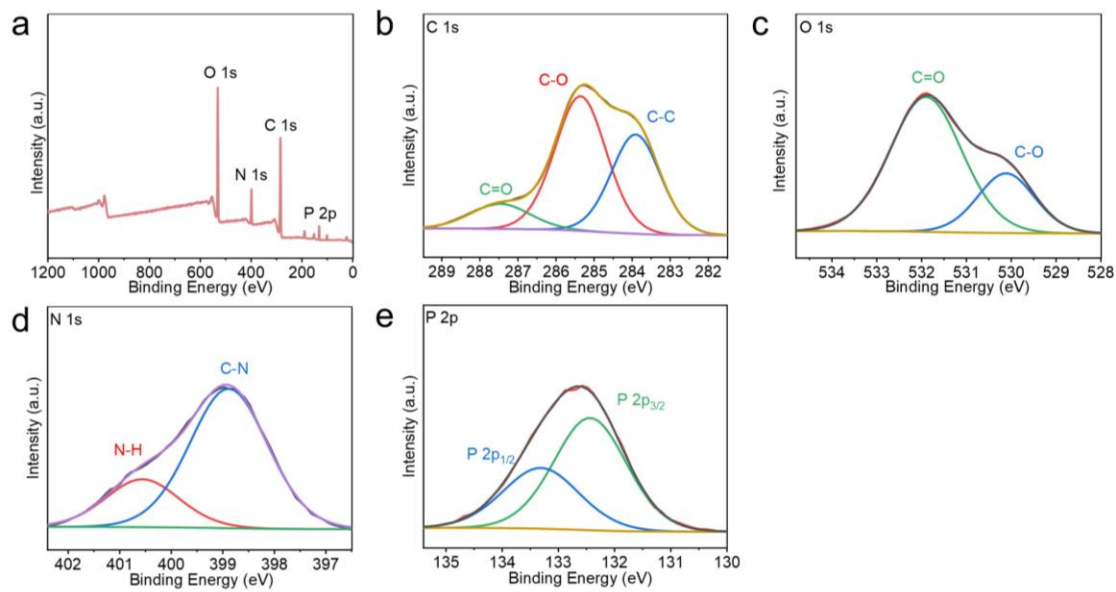 a
O 1s
C 1s
N 1s
P 2p
Intensity (a.u.)
1200 1000 800 600 400 200 0
Binding Energy (eV)
b
C 1s
C-O
C-C
C=O
Intensity (a.u.)
289 288 287 286 285 284 283 282
Binding Energy (eV)
c
O 1s
C=O
C-O
Intensity (a.u.)
534 533 532 531 530 529 528
Binding Energy (eV)
d
N 1s
C-N
N-H
Intensity (a.u.)
402 401 400 399 398 397
Binding Energy (eV)
e
P 2p
P 2p3/2
P 2p1/2
Intensity (a.u.)
135 134 133 132 131 130
Binding Energy (eV)